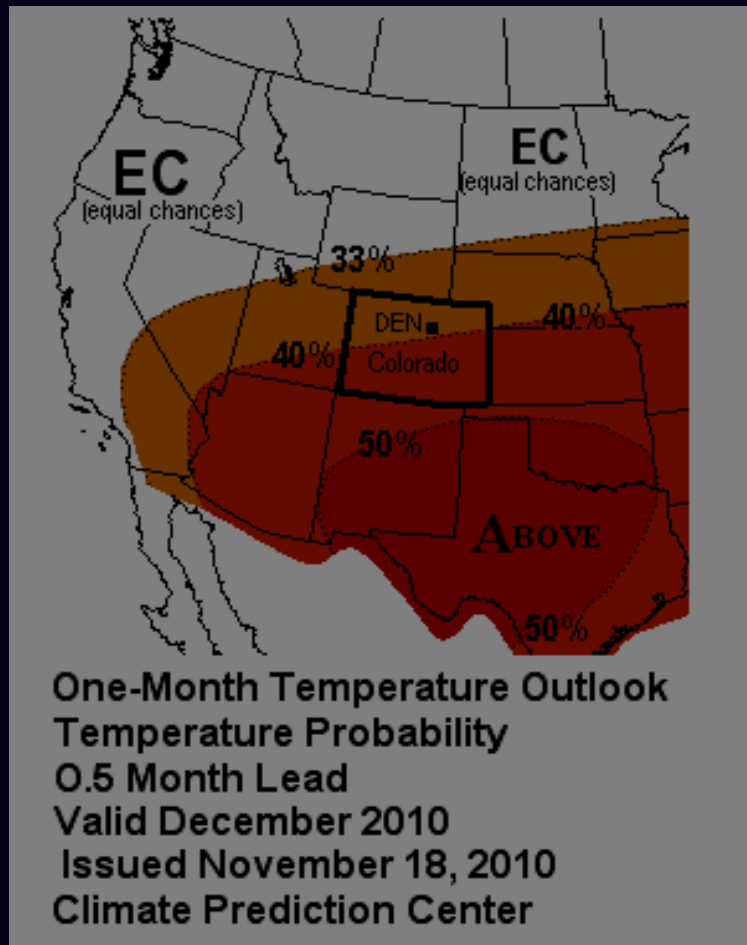 EC
(equal chances)
EC
(equal chances)
33%
DEN
40%
40%
Colorado
50%
ABOVE
50%
One-Month Temperature Outlook
Temperature Probability
0.5 Month Lead
Valid December 2010
Issued November 18, 2010
Climate Prediction Center